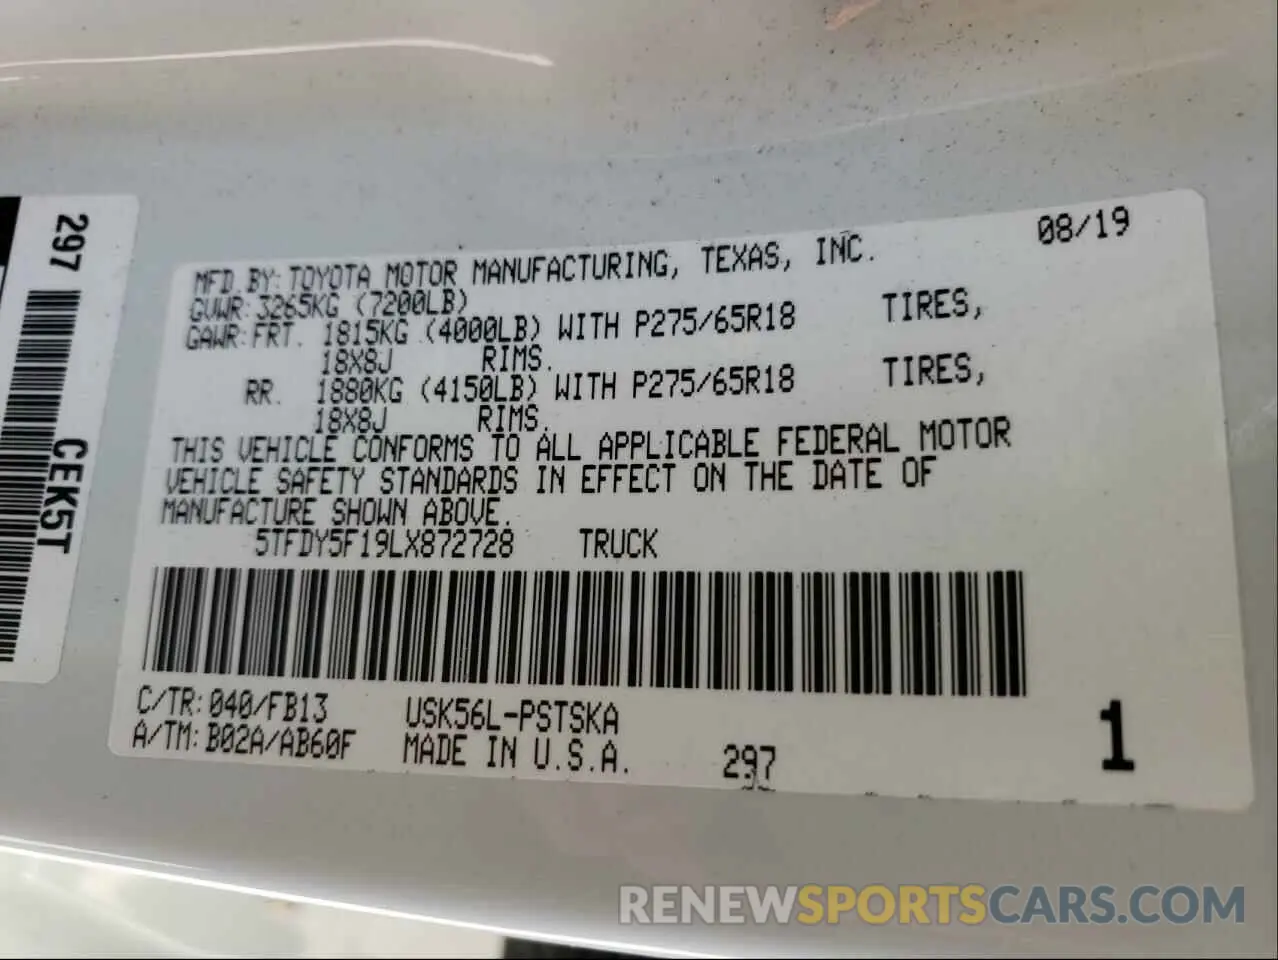 297 CEK5T
MFD.BY:TOYOTA MOTOR MANUFACTURING, TEXAS, INC. 08/19
GVWR:3265KG (7200LB)
GAWR:FRT. 1815KG (4000LB) WITH P275/65R18 TIRES,
18X8J RIMS.
RR. 1880KG (4150LB) WITH P275/65R18 TIRES,
18X8J RIMS.
THIS VEHICLE CONFORMS TO ALL APPLICABLE FEDERAL MOTOR
VEHICLE SAFETY STANDARDS IN EFFECT ON THE DATE OF
MANUFACTURE SHOWN ABOVE.
5TFDY5F19LX872728 TRUCK
C/TR:040/FB13 USK56L-PSTSKA
A/TM:B02A/AB60F MADE IN U.S.A. 297 1
RENEWSPORTSCARS.COM